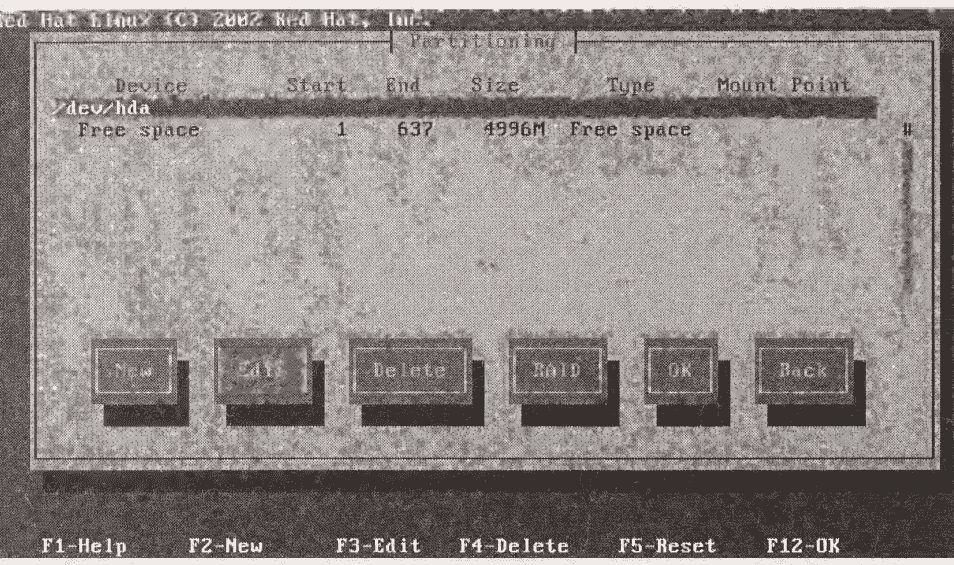 Red Hat Linux (C) 2002 Red Hat, Inc.
Partitioning
Device Start End Size Type Mount Point
/dev/hda
Free space 1 637 4996M Free space #
New Edit Delete RAID OK Back
F1-Help F2-New F3-Edit F4-Delete F5-Reset F12-OK